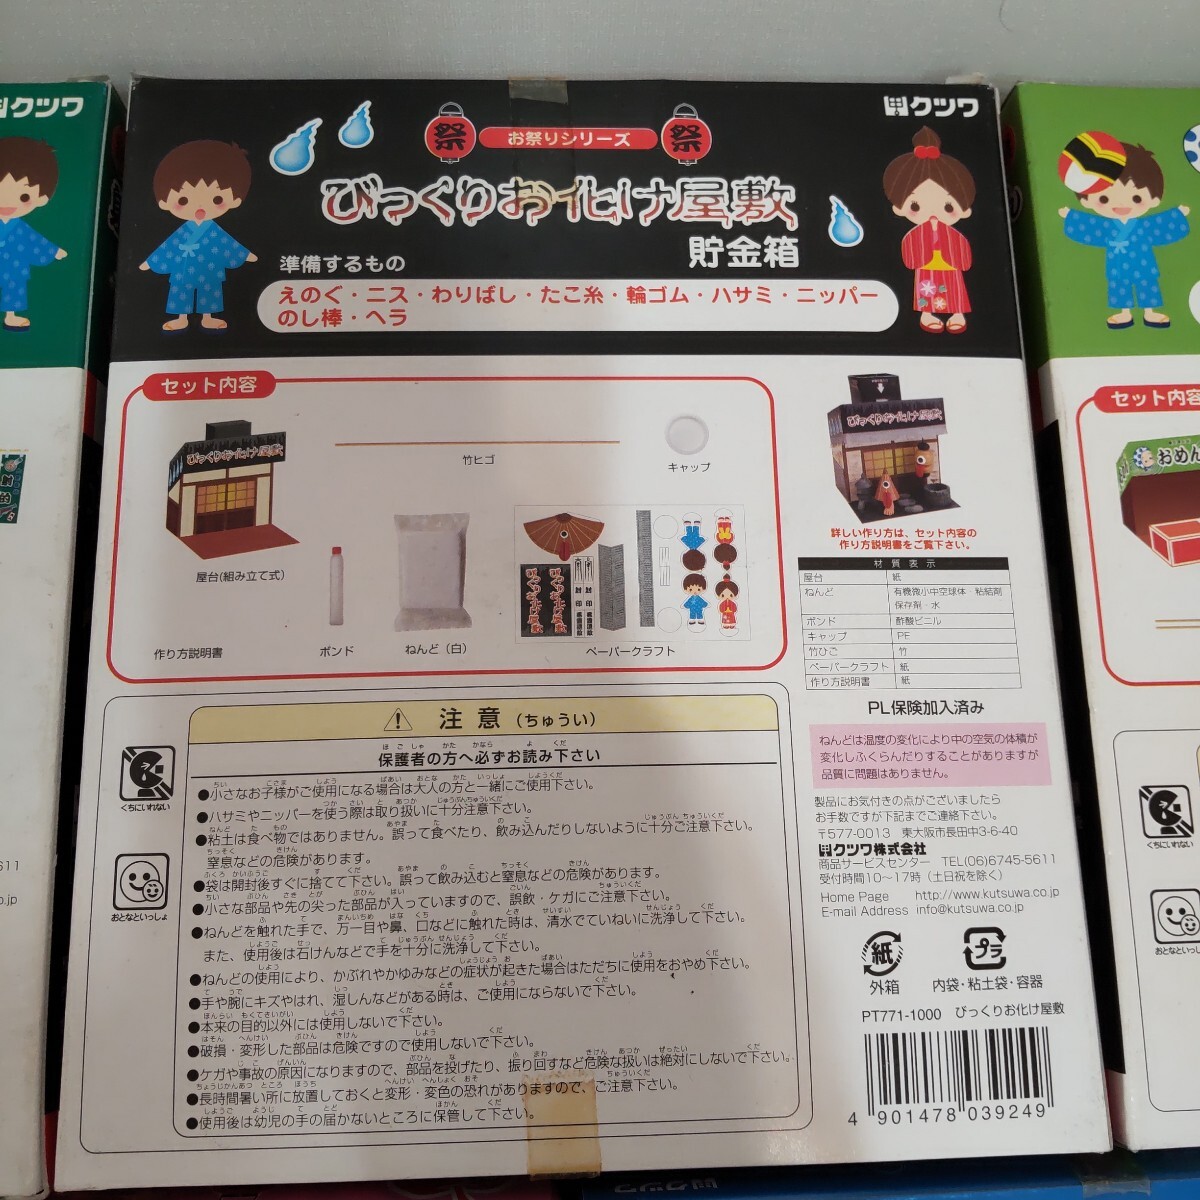 クツワ
祭 お祭りシリーズ 祭
クツワ
びっくりお化け屋敷
貯金箱
準備するもの
えのぐ・ニス・わりばし・たこ糸・輪ゴム・ハサミ・ニッパー
のし棒・ヘラ
セット内容
びっくりお化け屋敷
竹ヒゴ
キャップ
屋台(組み立て式)
作り方説明書
ボンド
ねんど（白）
ペーパークラフト
びっくりお化け屋敷
詳しい作り方は、セット内容の
作り方説明書をご覧下さい。
材質表示
屋台 紙
ねんど 有機微小中空球体・粘結剤
保存剤・水
ボンド 酢酸ビニル
キャップ PE
竹ひご 竹
ペーパークラフト 紙
作り方説明書 紙
PL保険加入済み
ねんどは温度の変化により中の空気の体積が
変化しふくらんだりすることがありますが
品質に問題はありません。
製品にお気付きの点がございましたら
お手数ですが下記までご連絡下さい。
〒577-0013 東大阪市長田中3-6-40
クツワ株式会社
商品サービスセンター TEL(06)6745-5611
受付時間10〜17時（土日祝を除く）
Home Page http://www.kutsuwa.co.jp
E-mail Address info@kutsuwa.co.jp
紙
外箱
プラ
内袋・粘土袋・容器
PT771-1000 びっくりお化け屋敷
4 901478 039249
注意（ちゅうい）
保護者の方へ必ずお読み下さい
くちにいれない
おとなといっしょ
●小さなお子様がご使用になる場合は大人の方と一緒にご使用下さい。
●ハサミやニッパーを使う際は取り扱いに十分注意下さい。
●粘土は食べ物ではありません。誤って食べたり、飲み込んだりしないように十分ご注意下さい。
窒息などの危険があります。
●袋は開封後すぐに捨てて下さい。誤って飲み込むと窒息などの危険があります。
●小さな部品や先の尖った部品が入っていますので、誤飲・ケガにご注意下さい。
●ねんどを触れた手で、万一目や鼻、口などに触れた時は、清水でていねいに洗浄して下さい。
また、使用後は石けんなどで手を十分に洗浄して下さい。
●ねんどの使用により、かぶれやかゆみなどの症状が起きた場合はただちに使用をおやめ下さい。
●手や腕にキズやはれ、湿しんなどがある時は、ご使用にならないで下さい。
●本来の目的以外には使用しないで下さい。
●破損・変形した部品は危険ですので使用しないで下さい。
●ケガや事故の原因になりますので、部品を投げたり、振り回すなど危険な扱いは絶対にしないで下さい。
●長時間暑い所に放置しておくと変形・変色の恐れがありますので、ご注意下さい。
●使用後は幼児の手の届かないところに保管して下さい。
5611
o.jp
セット内容
おめん
くちにいれない
おとなといっしょ
クツワ